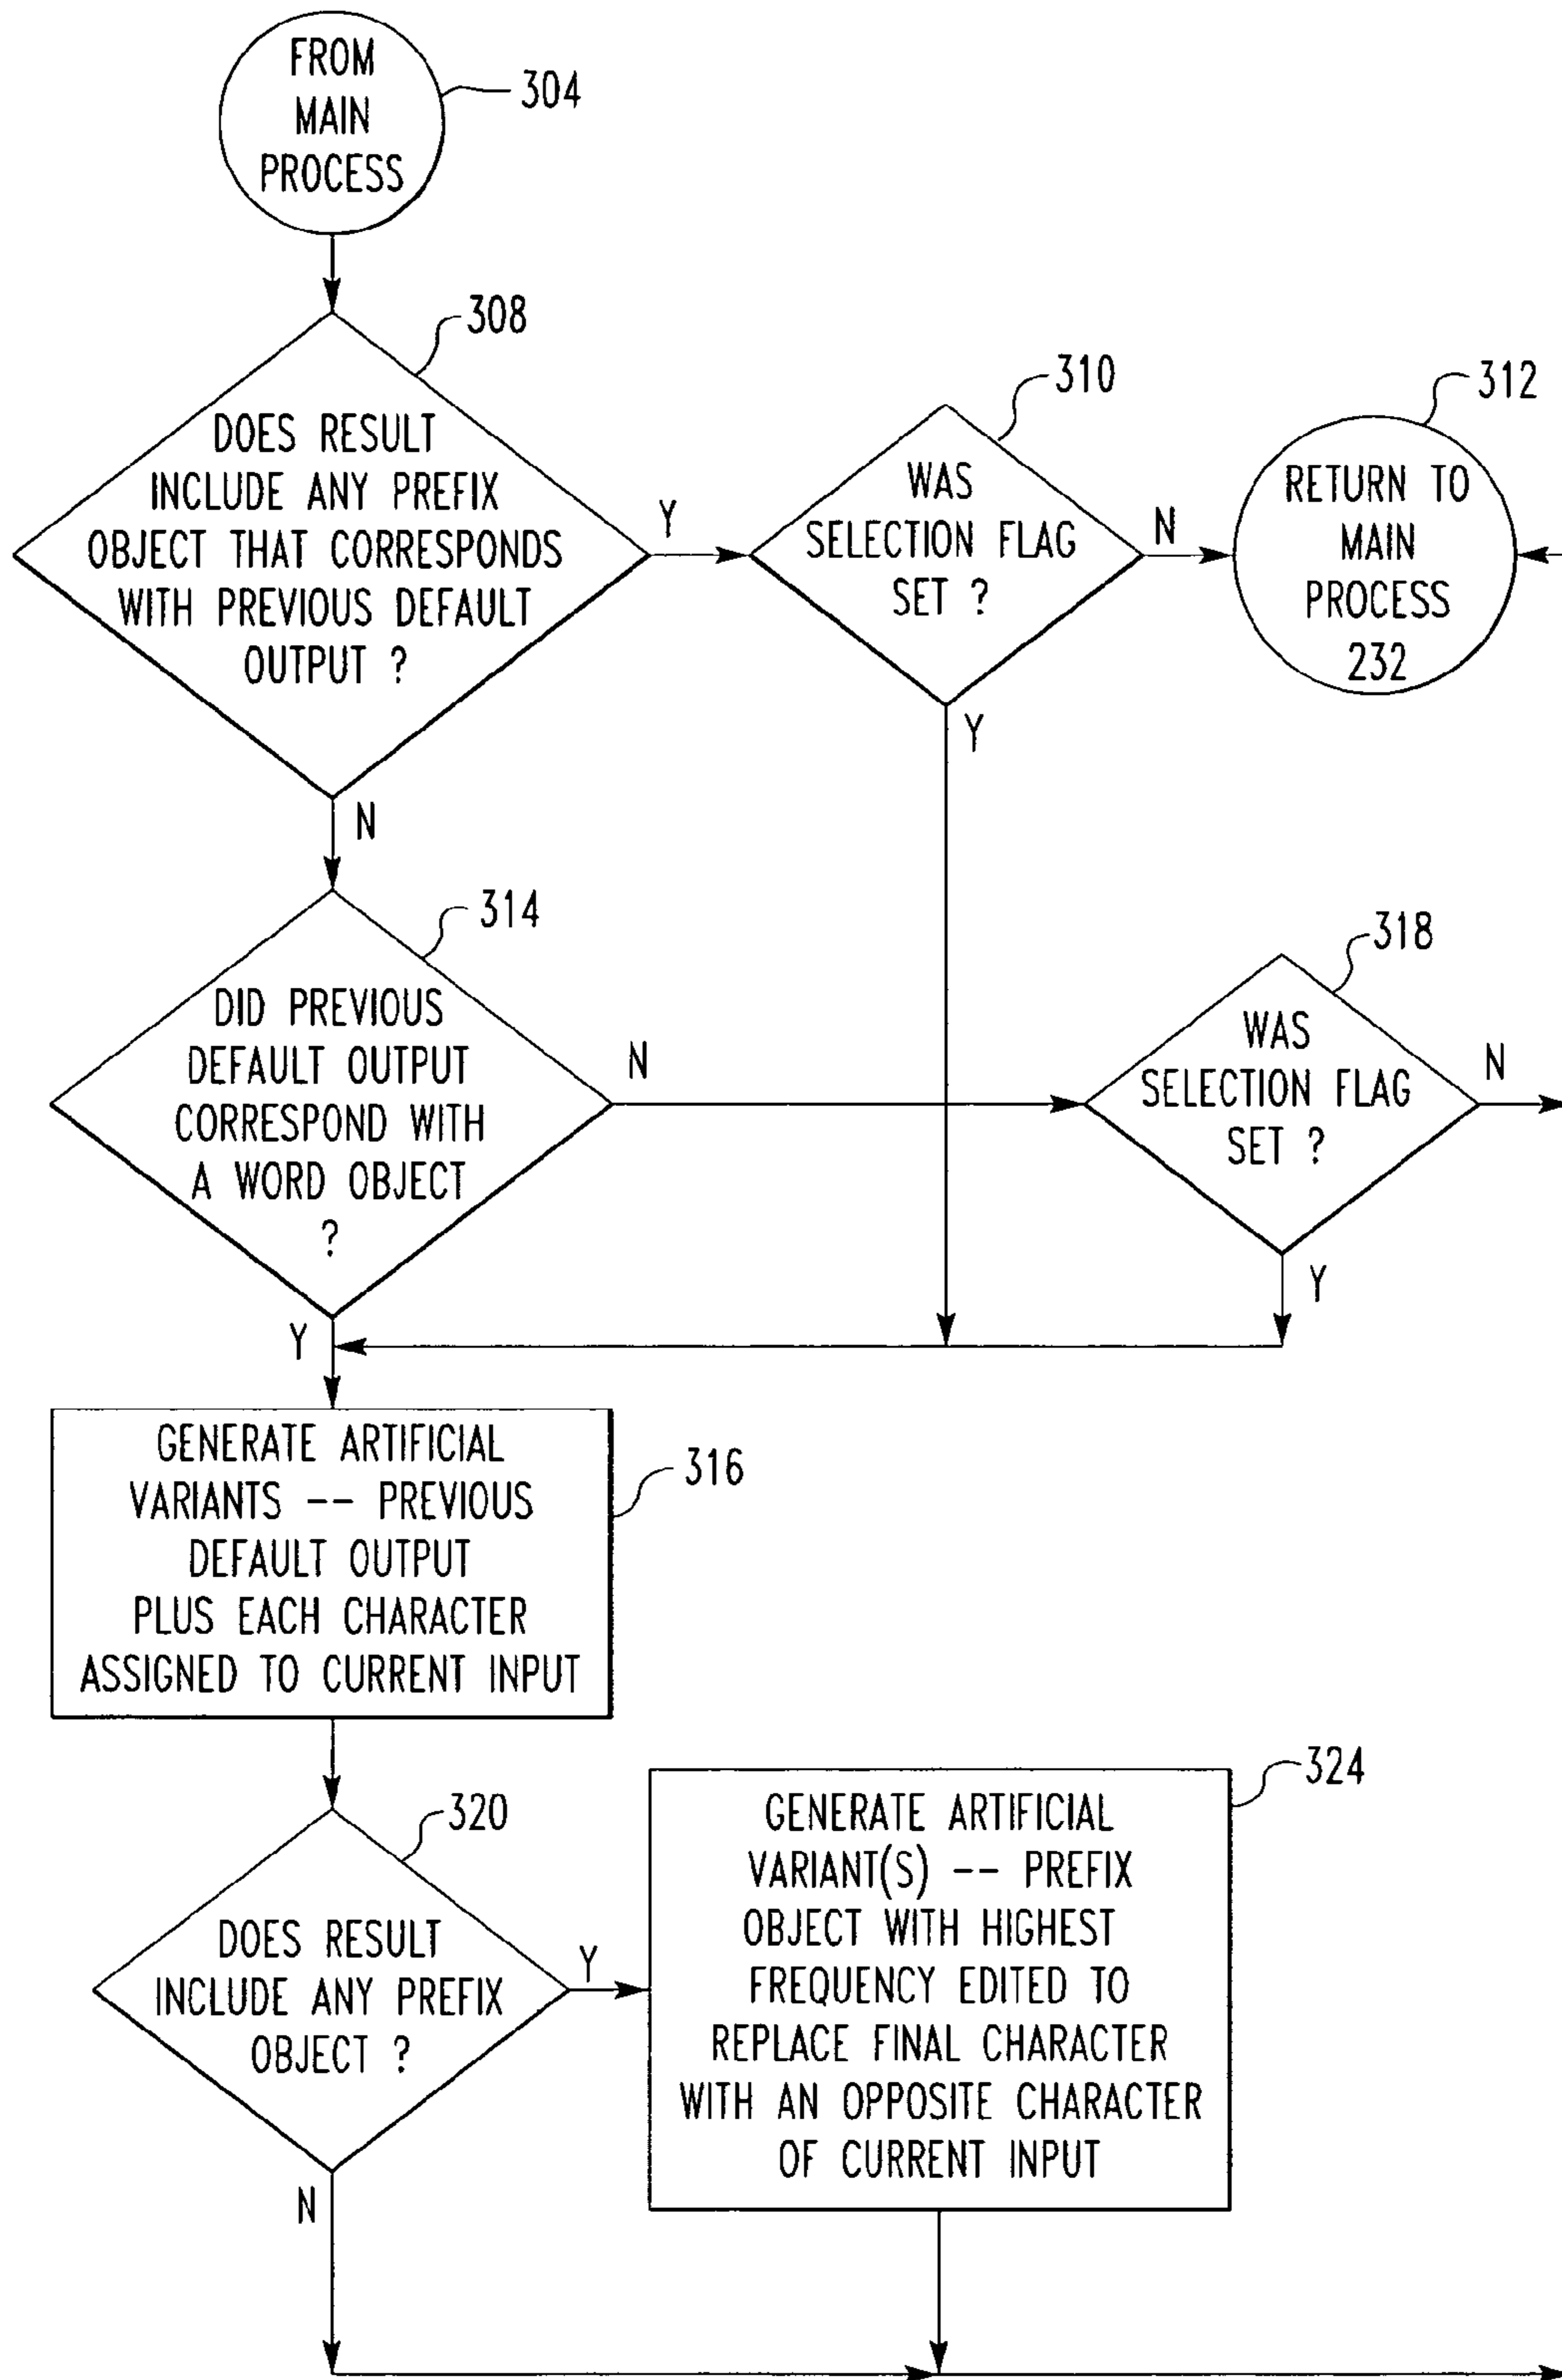 FROM
MAIN
PROCESS
304
308
DOES RESULT
INCLUDE ANY PREFIX
OBJECT THAT CORRESPONDS
WITH PREVIOUS DEFAULT
OUTPUT ?
Y
N
310
WAS
SELECTION FLAG
SET ?
N
Y
312
RETURN TO
MAIN
PROCESS
232
314
DID PREVIOUS
DEFAULT OUTPUT
CORRESPOND WITH
A WORD OBJECT
?
N
Y
318
WAS
SELECTION FLAG
SET ?
N
Y
GENERATE ARTIFICIAL
VARIANTS -- PREVIOUS
DEFAULT OUTPUT
PLUS EACH CHARACTER
ASSIGNED TO CURRENT INPUT
316
320
DOES RESULT
INCLUDE ANY PREFIX
OBJECT ?
Y
N
324
GENERATE ARTIFICIAL
VARIANT(S) -- PREFIX
OBJECT WITH HIGHEST
FREQUENCY EDITED TO
REPLACE FINAL CHARACTER
WITH AN OPPOSITE CHARACTER
OF CURRENT INPUT